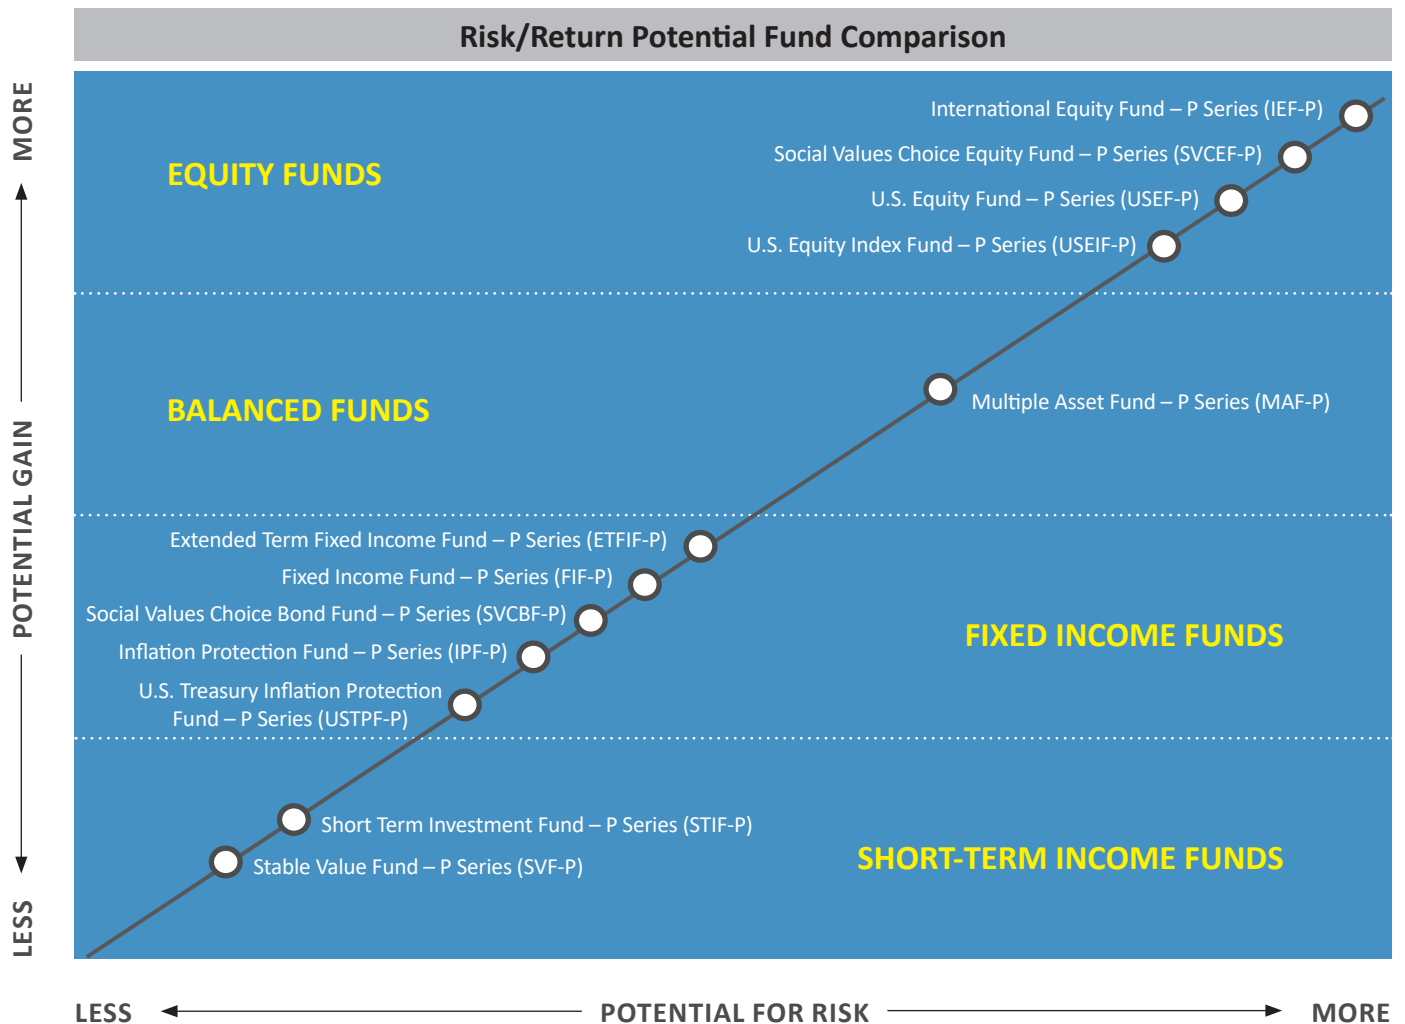 Risk/Return Potential Fund Comparison
MORE
POTENTIAL GAIN
LESS
EQUITY FUNDS
International Equity Fund – P Series (IEF-P)
Social Values Choice Equity Fund – P Series (SVCEF-P)
U.S. Equity Fund – P Series (USEF-P)
U.S. Equity Index Fund – P Series (USEIF-P)
BALANCED FUNDS
Multiple Asset Fund – P Series (MAF-P)
Extended Term Fixed Income Fund – P Series (ETFIF-P)
Fixed Income Fund – P Series (FIF-P)
Social Values Choice Bond Fund – P Series (SVCBF-P)
Inflation Protection Fund – P Series (IPF-P)
U.S. Treasury Inflation Protection
Fund – P Series (USTPF-P)
FIXED INCOME FUNDS
Short Term Investment Fund – P Series (STIF-P)
Stable Value Fund – P Series (SVF-P)
SHORT-TERM INCOME FUNDS
LESS
POTENTIAL FOR RISK
MORE